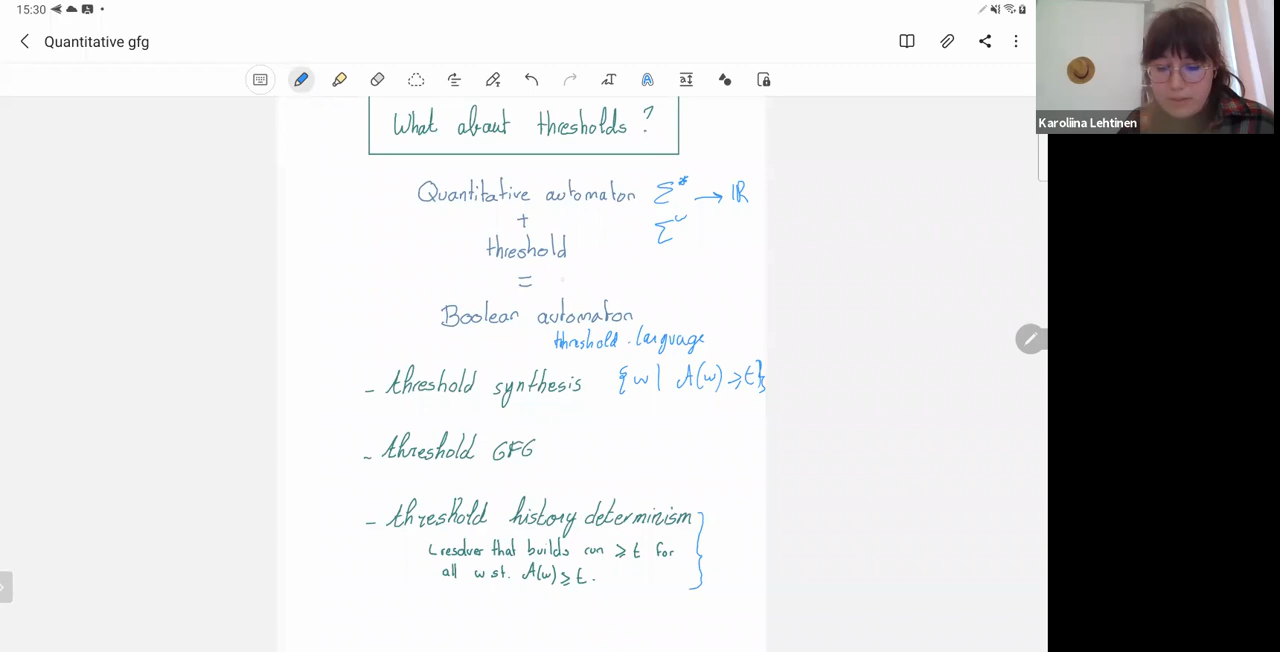 15:30
Quantitative gfg
Karoliina Lehtinen
What about thresholds ?
Quantitative automaton Σ* → ℝ
+ Σ^ω
threshold
=
Boolean automaton
threshold. language
- threshold synthesis {w | A(w) ≥ t}
- threshold GFG
- threshold history determinism
↳ resolver that builds run ≥ t for
all w st. A(w) ≥ t.